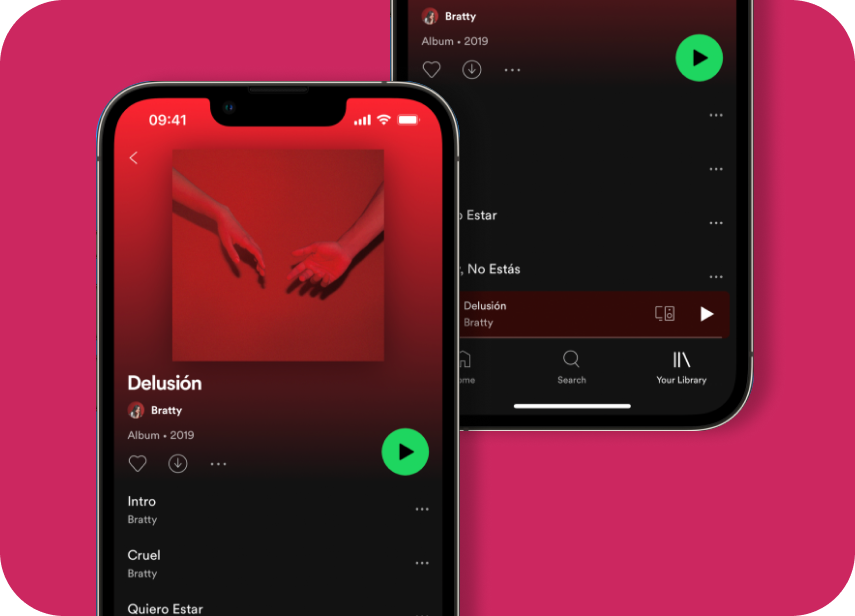 Bratty
Album • 2019
Estar
, No Estás
Delusión
Bratty
Search
Your Library
09:41
Delusión
Bratty
Album • 2019
Intro
Bratty
Cruel
Bratty
Quiero Estar